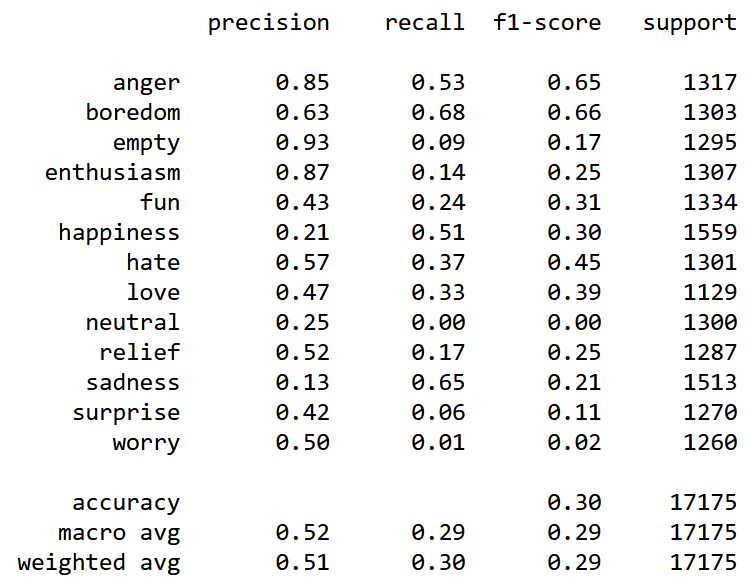 precision recall f1-score support
anger 0.85 0.53 0.65 1317
boredom 0.63 0.68 0.66 1303
empty 0.93 0.09 0.17 1295
enthusiasm 0.87 0.14 0.25 1307
fun 0.43 0.24 0.31 1334
happiness 0.21 0.51 0.30 1559
hate 0.57 0.37 0.45 1301
love 0.47 0.33 0.39 1129
neutral 0.25 0.00 0.00 1300
relief 0.52 0.17 0.25 1287
sadness 0.13 0.65 0.21 1513
surprise 0.42 0.06 0.11 1270
worry 0.50 0.01 0.02 1260
accuracy 0.30 17175
macro avg 0.52 0.29 0.29 17175
weighted avg 0.51 0.30 0.29 17175